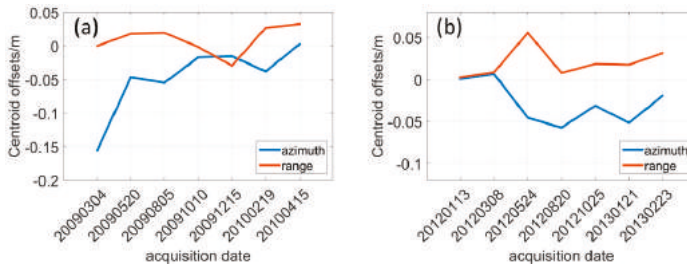 (a)
Centroid offsets/m
0.05
0
-0.05
-0.1
-0.15
-0.2
azimuth
range
20090304
20090520
20090805
20091010
20091215
20100219
20100415
acquisition date
(b)
Centroid offsets/m
0.05
0
-0.05
-0.1
azimuth
range
20120113
20120308
20120524
20120820
20121025
20130121
20130223
acquisition date